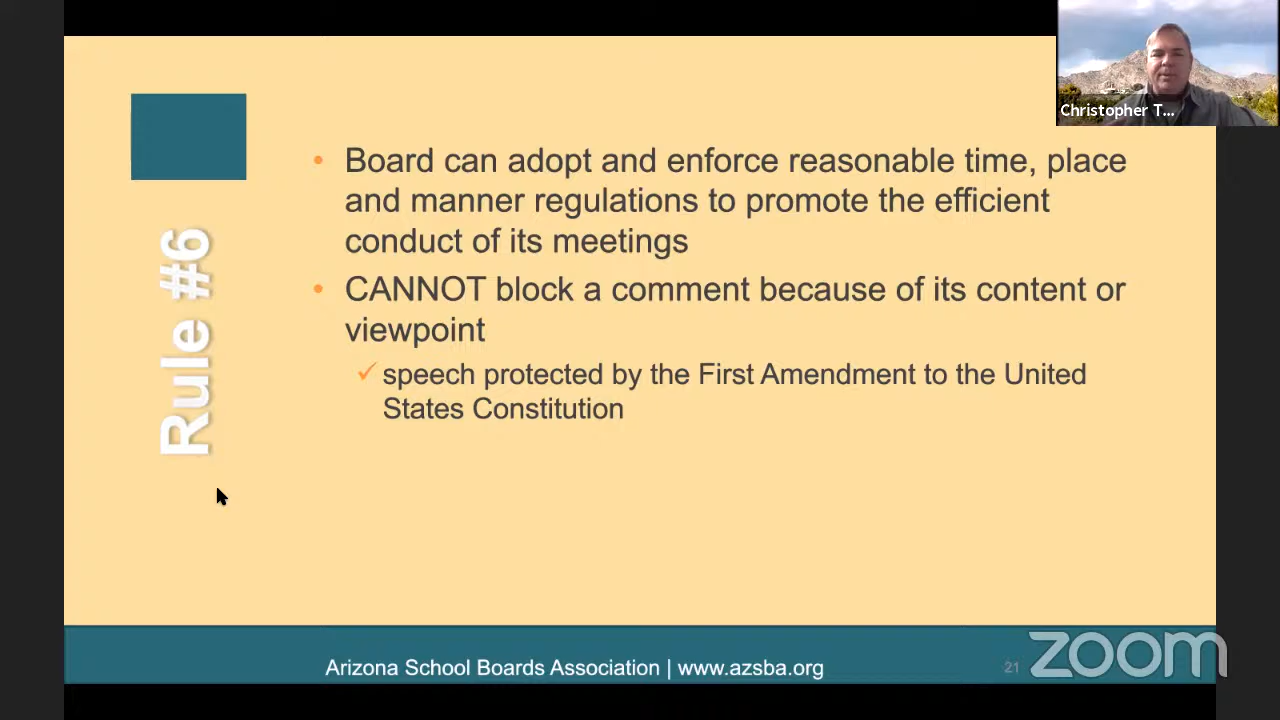 Christopher T...
Rule #6
• Board can adopt and enforce reasonable time, place
and manner regulations to promote the efficient
conduct of its meetings
• CANNOT block a comment because of its content or
viewpoint
✓ speech protected by the First Amendment to the United
States Constitution
Arizona School Boards Association | www.azsba.org
21
zoom